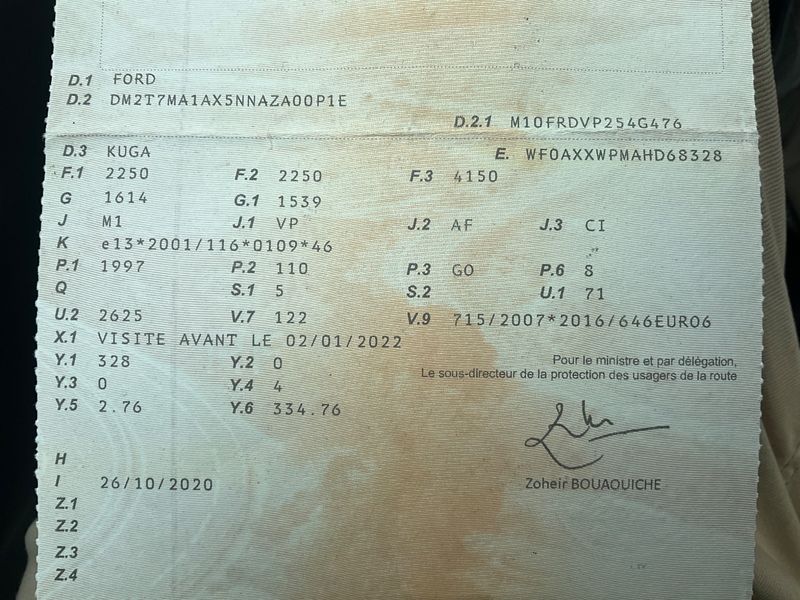 D.1 FORD
D.2 DM2T7MA1AX5NNAZA00P1E
D.2.1 M10FRDVP254G476
D.3 KUGA E. WF0AXXWPMAHD68328
F.1 2250 F.2 2250 F.3 4150
G 1614 G.1 1539
J M1 J.1 VP J.2 AF J.3 CI
K e13*2001/116*0109*46
P.1 1997 P.2 110 P.3 GO P.6 8
Q S.1 5 S.2 U.1 71
U.2 2625 V.7 122 V.9 715/2007*2016/646EURO6
X.1 VISITE AVANT LE 02/01/2022
Y.1 328 Y.2 0 Pour le ministre et par délégation,
Y.3 0 Y.4 4 Le sous-directeur de la protection des usagers de la route
Y.5 2.76 Y.6 334.76
H
I 26/10/2020 Zoheir BOUAOUICHE
Z.1
Z.2
Z.3
Z.4